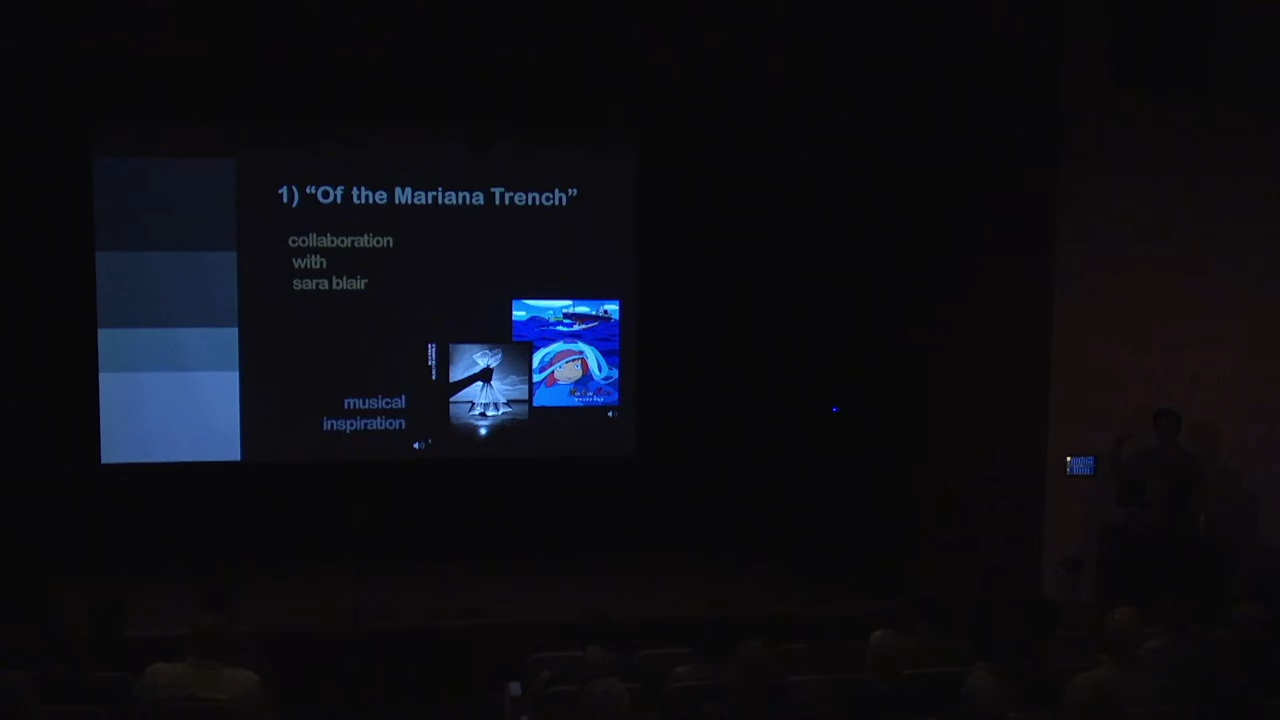 1) “Of the Mariana Trench”
collaboration
with
sara blair
musical
inspiration